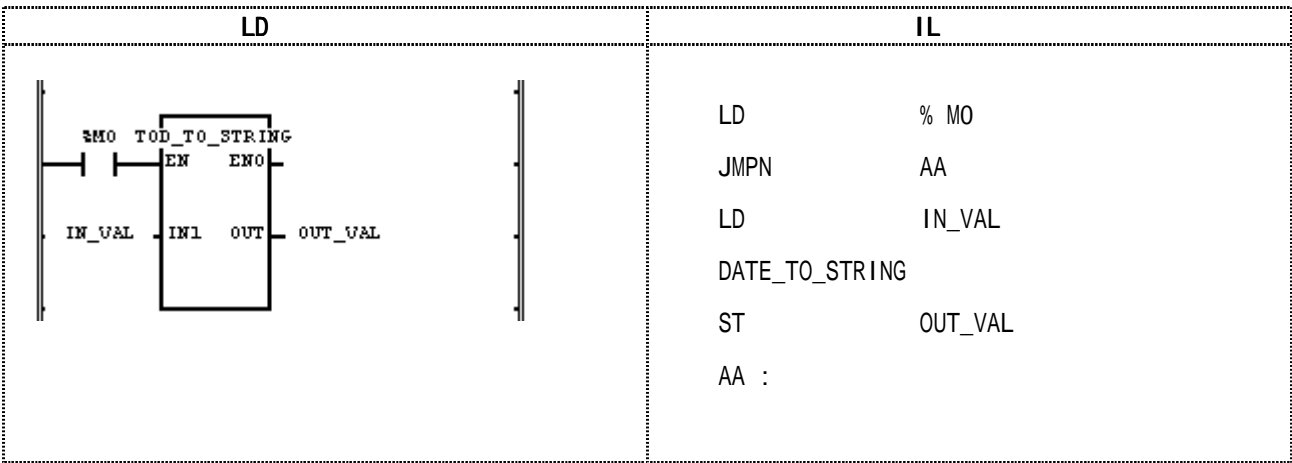 LD IL
%M0 TOD_TO_STRING
EN ENO
IN_VAL IN1 OUT OUT_VAL
LD % M0
JMPN AA
LD IN_VAL
DATE_TO_STRING
ST OUT_VAL
AA :